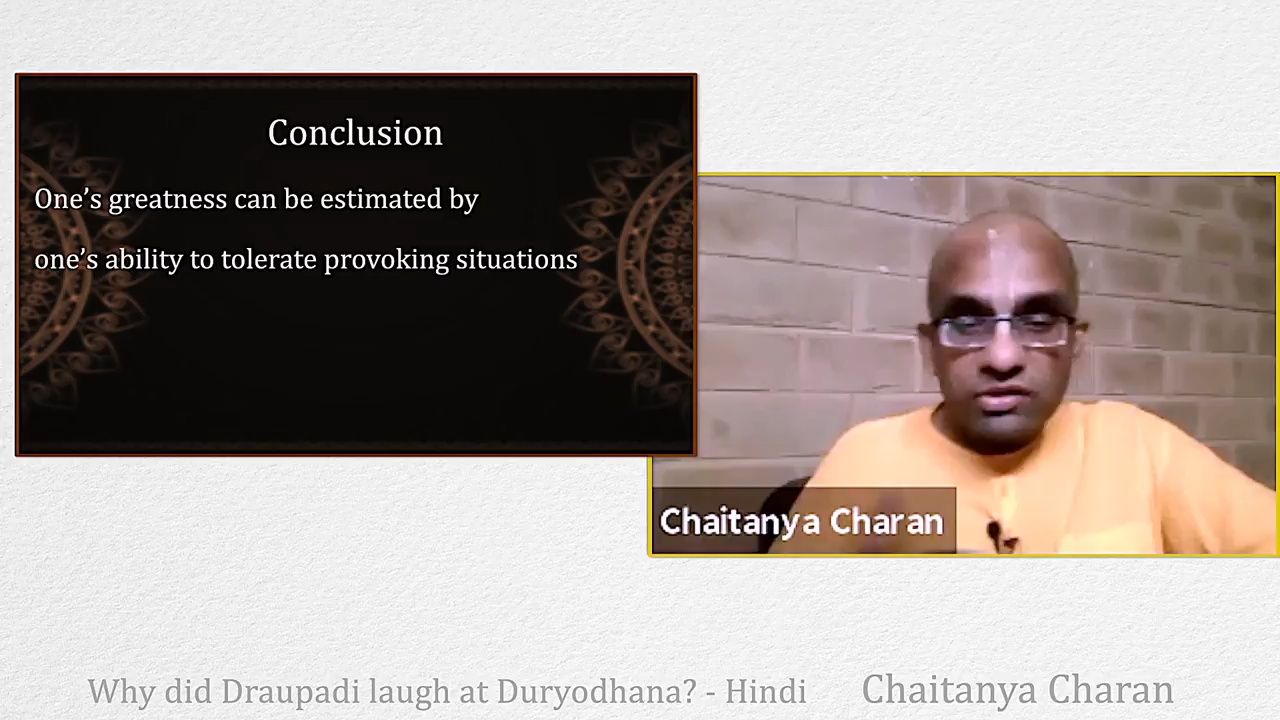 Conclusion
One’s greatness can be estimated by
one’s ability to tolerate provoking situations
Chaitanya Charan
Why did Draupadi laugh at Duryodhana? - Hindi
Chaitanya Charan